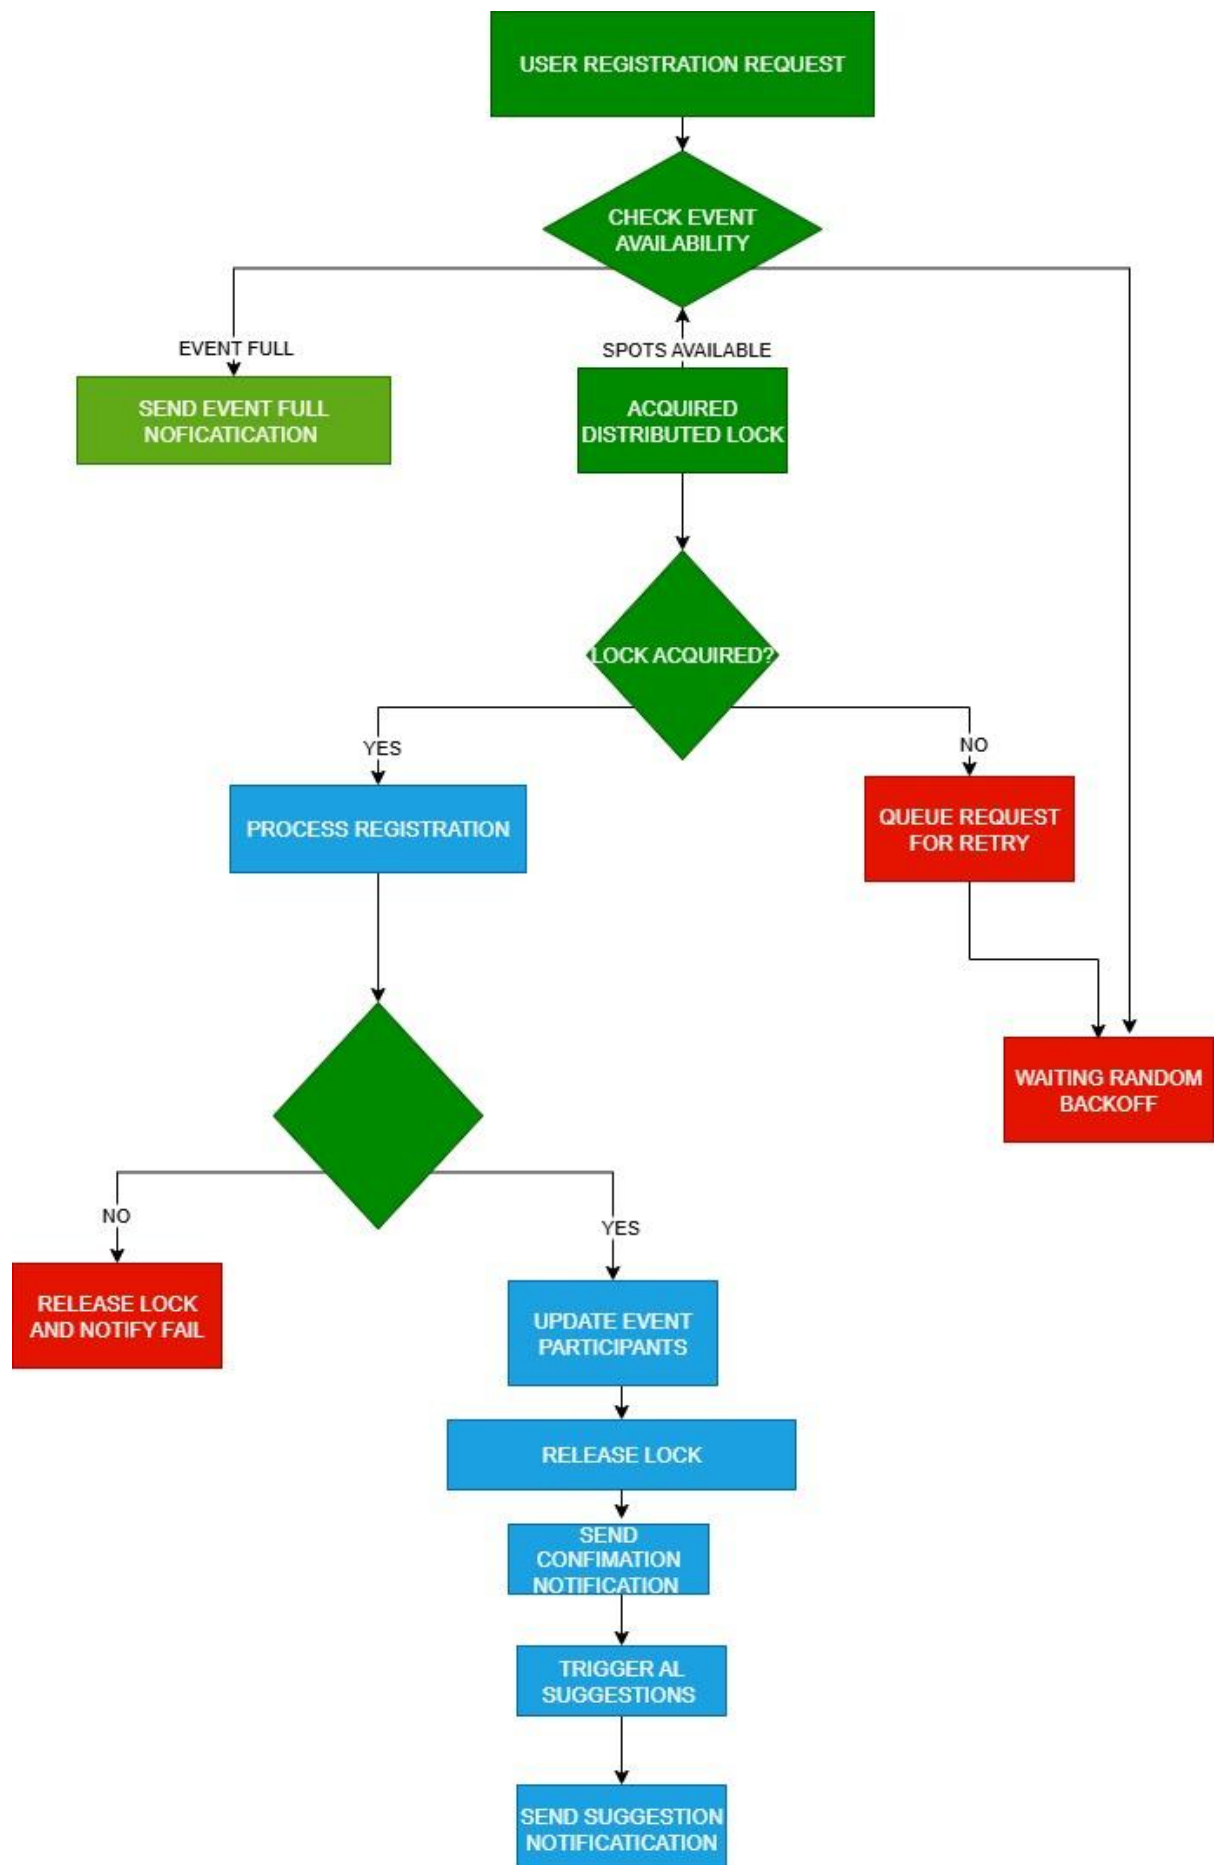 USER REGISTRATION REQUEST
CHECK EVENT
AVAILABILITY
EVENT FULL
SPOTS AVAILABLE
SEND EVENT FULL
NOFICATICATION
ACQUIRED
DISTRIBUTED LOCK
LOCK ACQUIRED?
YES
NO
PROCESS REGISTRATION
QUEUE REQUEST
FOR RETRY
WAITING RANDOM
BACKOFF
NO
YES
RELEASE LOCK
AND NOTIFY FAIL
UPDATE EVENT
PARTICIPANTS
RELEASE LOCK
SEND
CONFIMATION
NOTIFICATION
TRIGGER AL
SUGGESTIONS
SEND SUGGESTION
NOTIFICATICATION